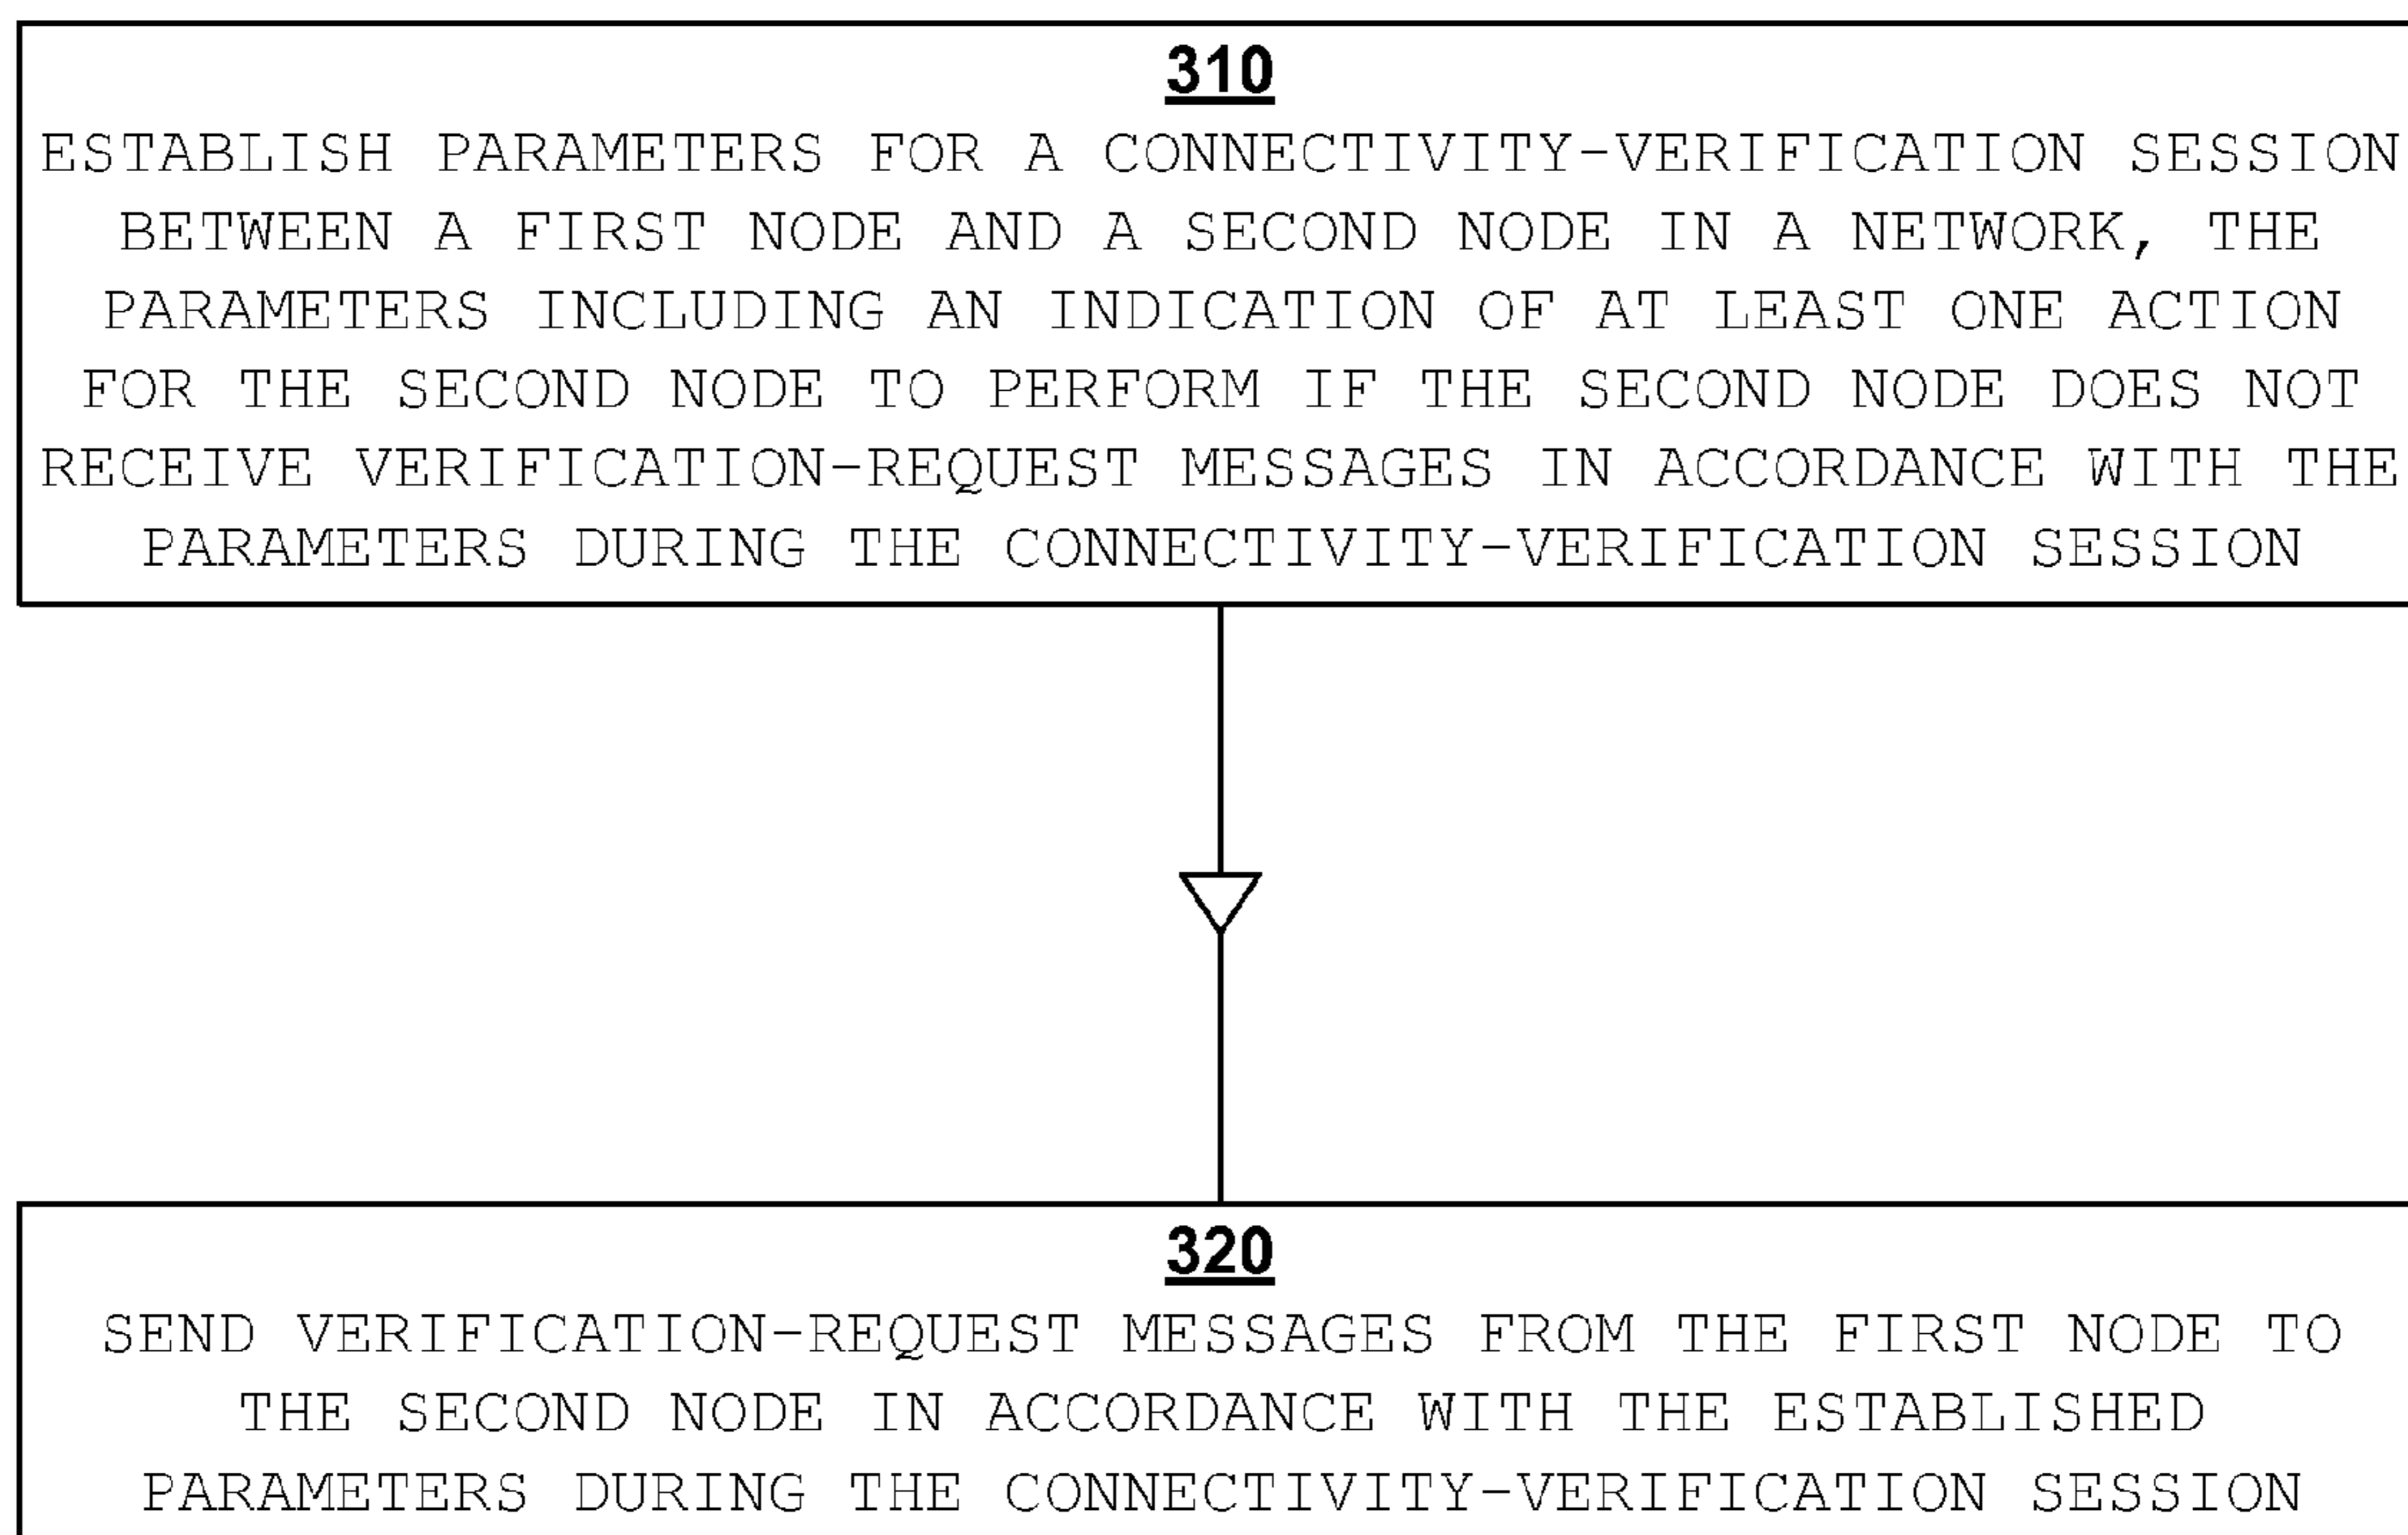 310
ESTABLISH PARAMETERS FOR A CONNECTIVITY-VERIFICATION SESSION
BETWEEN A FIRST NODE AND A SECOND NODE IN A NETWORK, THE
PARAMETERS INCLUDING AN INDICATION OF AT LEAST ONE ACTION
FOR THE SECOND NODE TO PERFORM IF THE SECOND NODE DOES NOT
RECEIVE VERIFICATION-REQUEST MESSAGES IN ACCORDANCE WITH THE
PARAMETERS DURING THE CONNECTIVITY-VERIFICATION SESSION
320
SEND VERIFICATION-REQUEST MESSAGES FROM THE FIRST NODE TO
THE SECOND NODE IN ACCORDANCE WITH THE ESTABLISHED
PARAMETERS DURING THE CONNECTIVITY-VERIFICATION SESSION